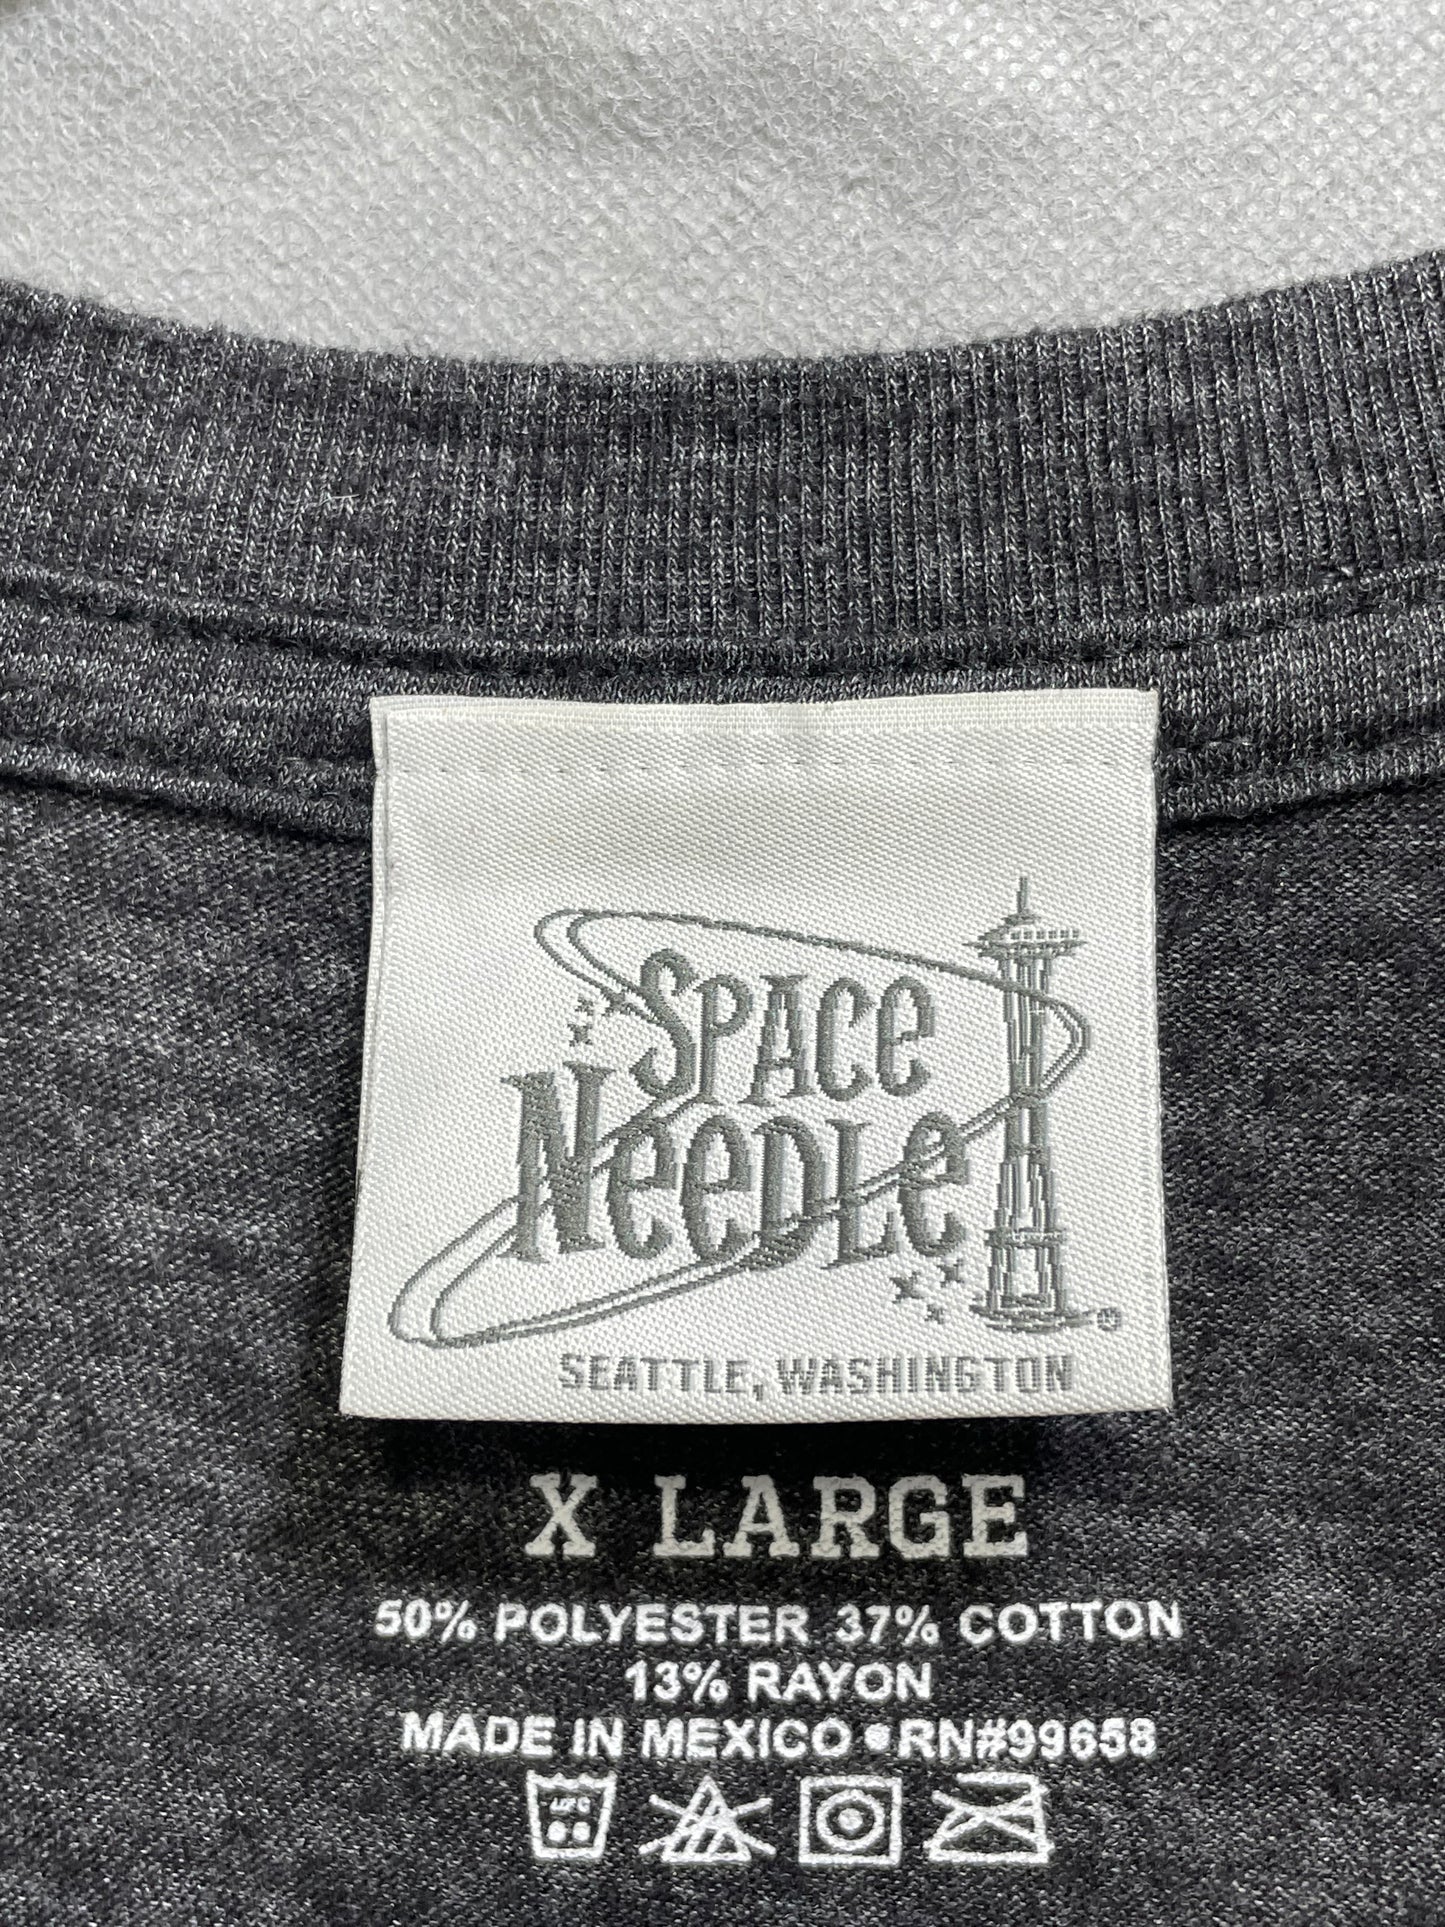 SPACE
NEEDLE
®
SEATTLE, WASHINGTON
X LARGE
50% POLYESTER 37% COTTON
13% RAYON
MADE IN MEXICO • RN#99658